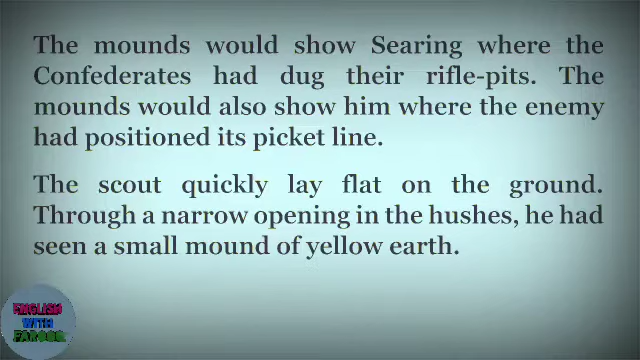 The mounds would show Searing where the
Confederates had dug their rifle-pits. The
mounds would also show him where the enemy
had positioned its picket line.
The scout quickly lay flat on the ground.
Through a narrow opening in the hushes, he had
seen a small mound of yellow earth.
ENGLISH
WITH
FAROOQ